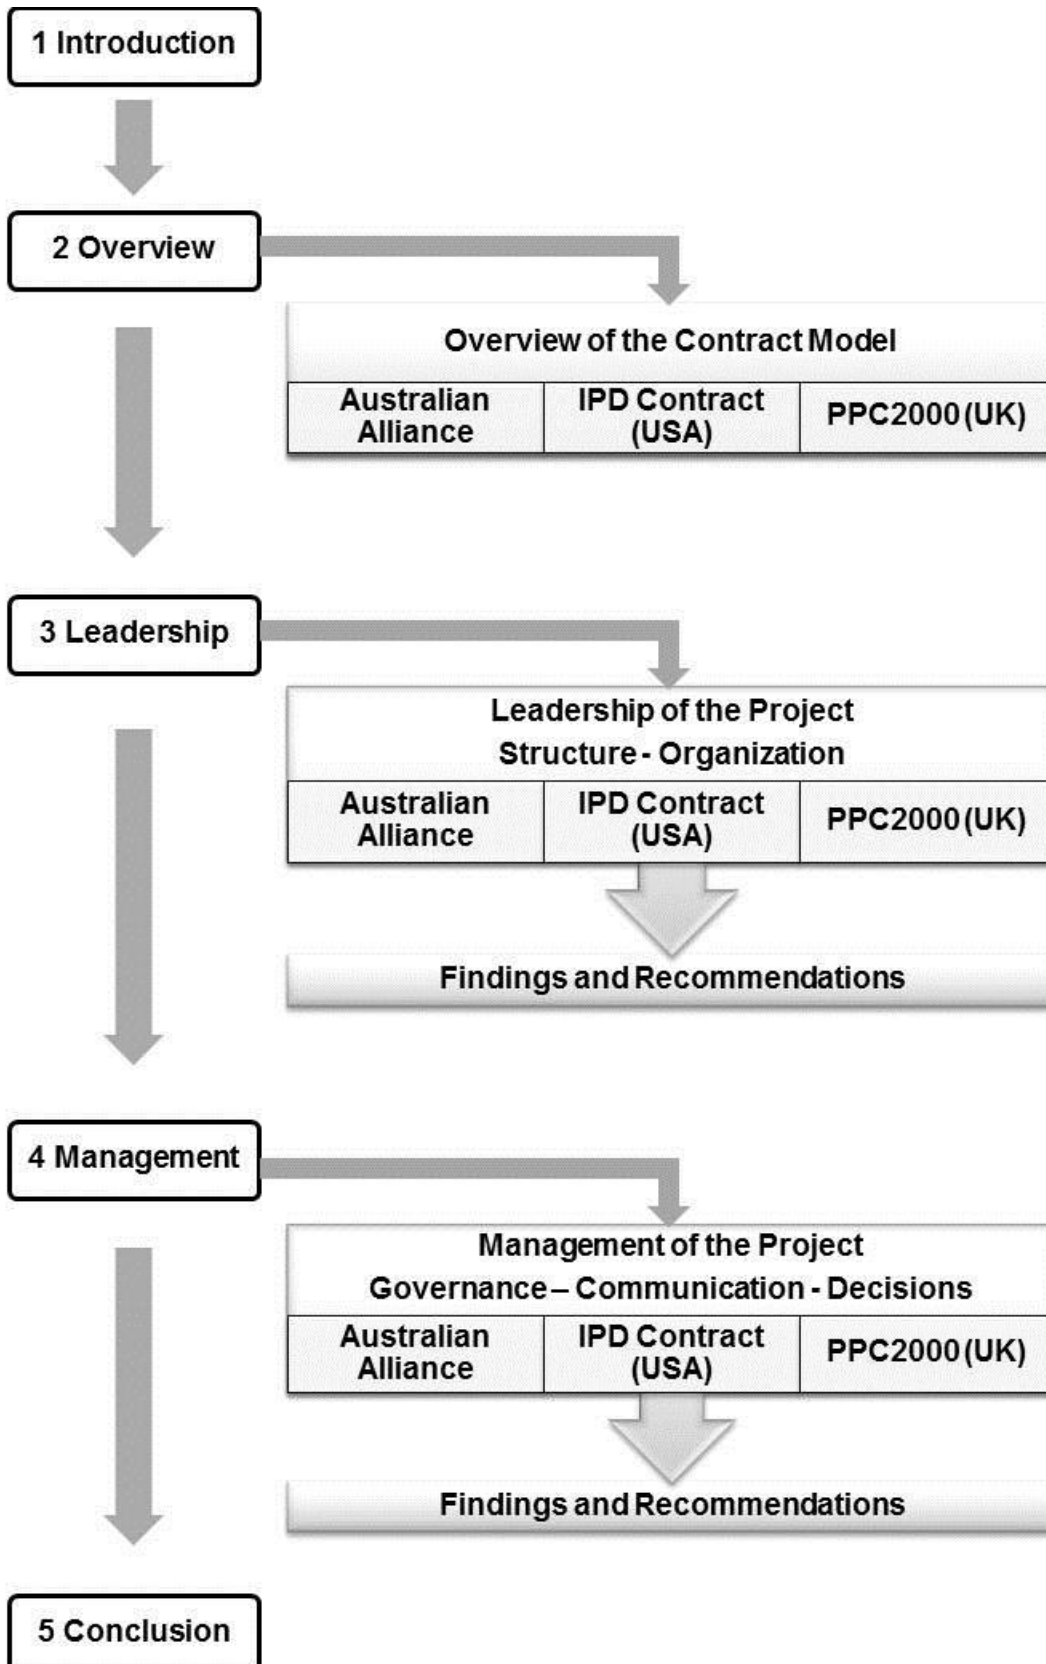 1 Introduction
2 Overview
Overview of the Contract Model
Australian
Alliance
IPD Contract
(USA)
PPC2000 (UK)
3 Leadership
Leadership of the Project
Structure - Organization
Australian
Alliance
IPD Contract
(USA)
PPC2000 (UK)
Findings and Recommendations
4 Management
Management of the Project
Governance – Communication - Decisions
Australian
Alliance
IPD Contract
(USA)
PPC2000 (UK)
Findings and Recommendations
5 Conclusion